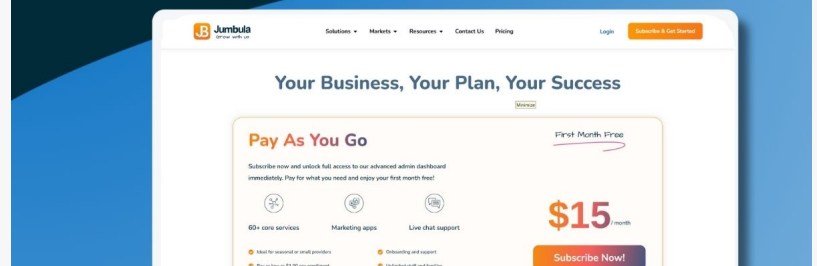 Jumbula
Grow with us
Solutions
Markets
Resources
Contact Us
Pricing
Login
Subscribe & Get Started
Your Business, Your Plan, Your Success
Minimize
Pay As You Go
First Month Free
Subscribe now and unlock full access to our advanced admin dashboard
immediately. Pay for what you need and enjoy your first month free!
60+ core services
Marketing apps
Live chat support
$15 / month
Ideal for seasonal or small providers
Onboarding and support
Subscribe Now!